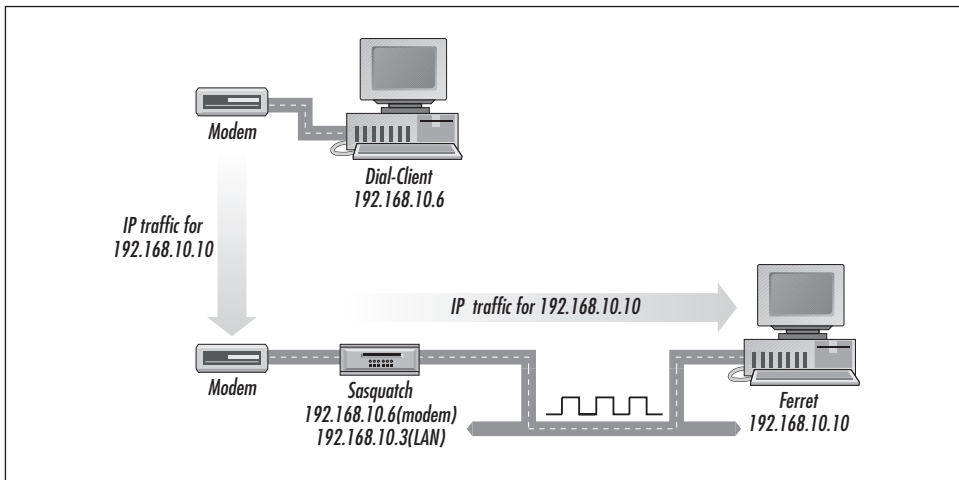 Modem
Dial-Client
192.168.10.6
IP traffic for
192.168.10.10
IP traffic for 192.168.10.10
Modem
Sasquatch
192.168.10.6(modem)
192.168.10.3(LAN)
Ferret
192.168.10.10